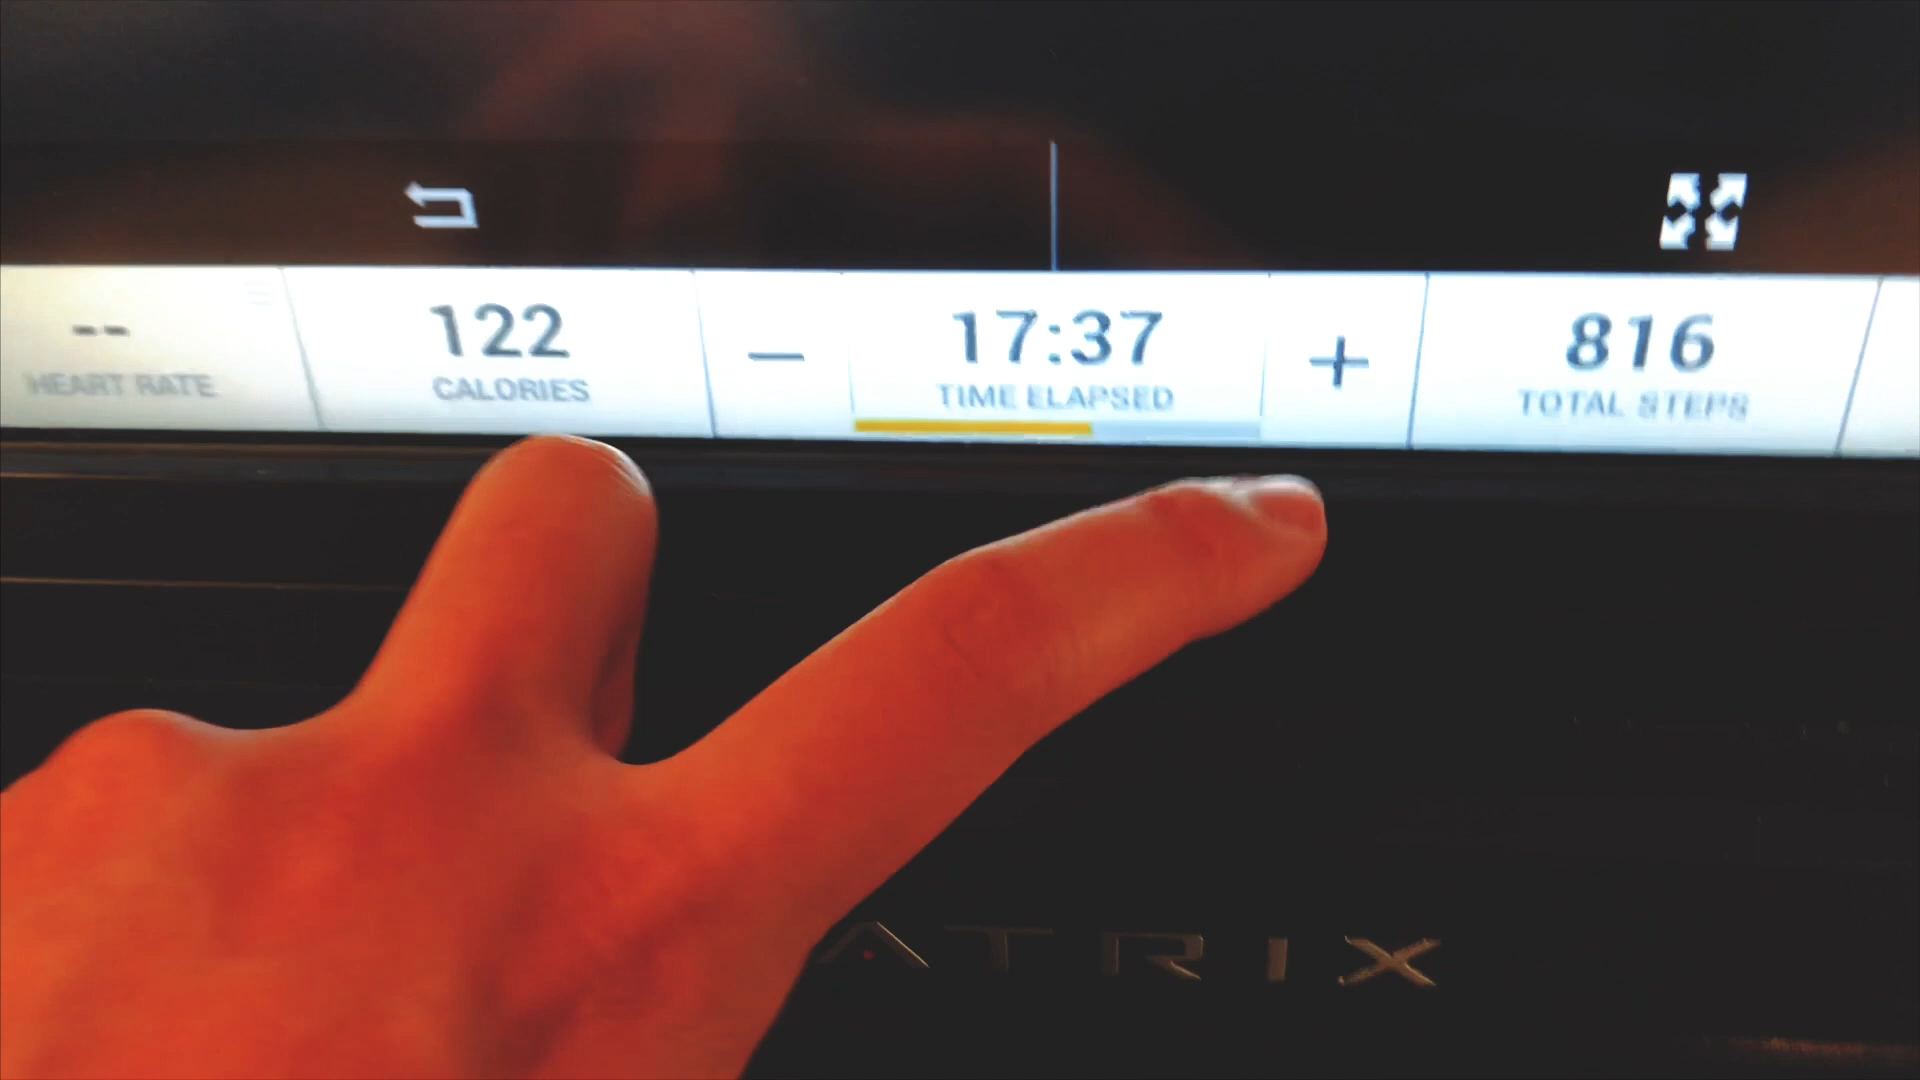 --
HEART RATE
122
CALORIES
−
17:37
TIME ELAPSED
+
816
TOTAL STEPS
ATRIX